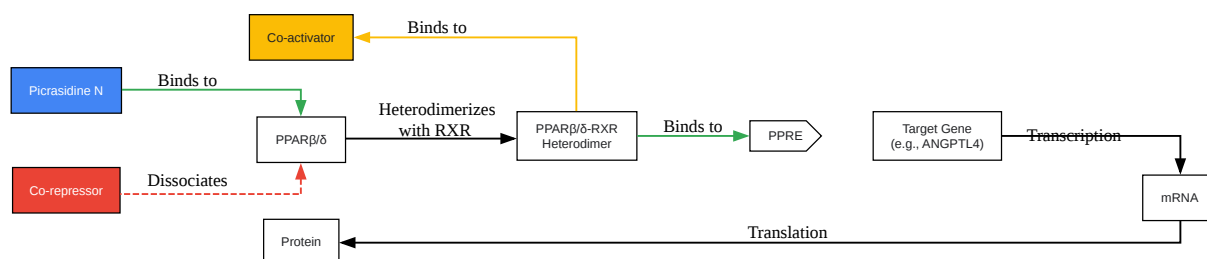 Co-activator
Binds to
Picrasidine N
Binds to
Heterodimerizes
with RXR
PPARβ/δ
PPARβ/δ-RXR
Heterodimer
Binds to
PPRE
Target Gene
(e.g., ANGPTL4)
Transcription
Co-repressor
Dissociates
mRNA
Protein
Translation